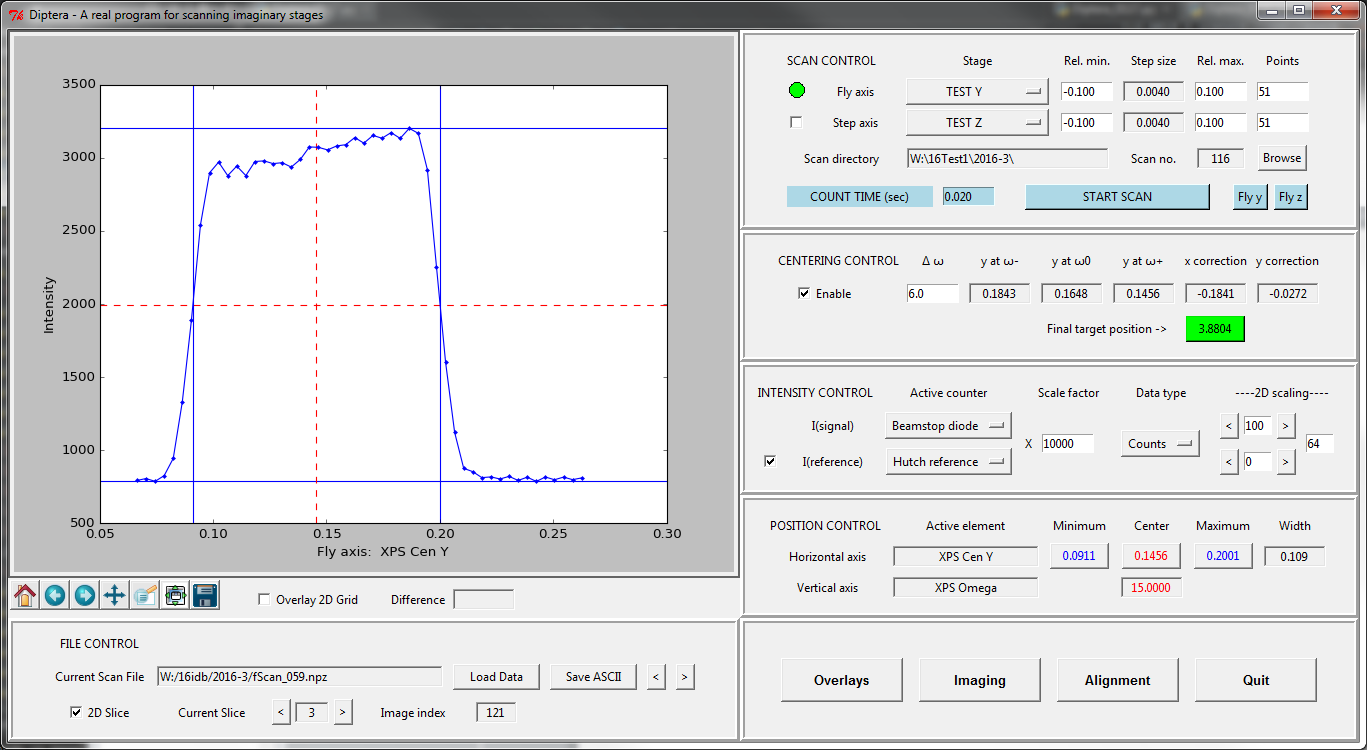 Diptera - A real program for scanning imaginary stages
3500
3000
2500
2000
1500
1000
500
Intensity
0.05 0.10 0.15 0.20 0.25 0.30
Fly axis: XPS Cen Y
Overlay 2D Grid Difference
FILE CONTROL
Current Scan File W:/16idb/2016-3/fScan_059.npz Load Data Save ASCII < >
2D Slice Current Slice < 3 > Image index 121
SCAN CONTROL Stage Rel. min. Step size Rel. max. Points
Fly axis TEST Y -0.100 0.0040 0.100 51
Step axis TEST Z -0.100 0.0040 0.100 51
Scan directory W:\16Test1\2016-3\ Scan no. 116 Browse
COUNT TIME (sec) 0.020 START SCAN Fly y Fly z
CENTERING CONTROL Δ ω y at ω- y at ω0 y at ω+ x correction y correction
Enable 6.0 0.1843 0.1648 0.1456 -0.1841 -0.0272
Final target position -> 3.8804
INTENSITY CONTROL Active counter Scale factor Data type ----2D scaling----
I(signal) Beamstop diode < 100 >
X 10000 Counts 64
I(reference) Hutch reference < 0 >
POSITION CONTROL Active element Minimum Center Maximum Width
Horizontal axis XPS Cen Y 0.0911 0.1456 0.2001 0.109
Vertical axis XPS Omega 15.0000
Overlays Imaging Alignment Quit